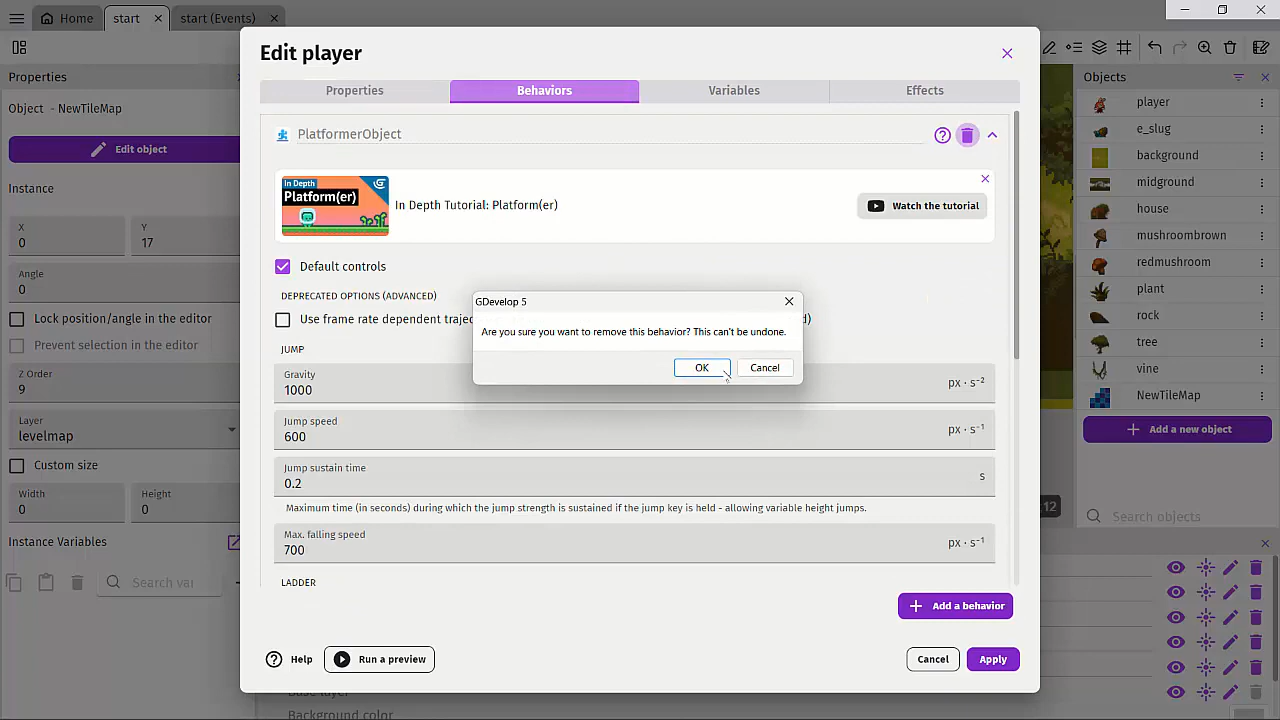 Home
start
start (Events)
Properties
Object - NewTileMap
Edit object
Instance
X
0
Y
17
Angle
0
Lock position/angle in the editor
Prevent selection in the editor
Z Order
9
Layer
levelmap
Custom size
Width
0
Height
0
Instance Variables
Edit player
Properties
Behaviors
Variables
Effects
PlatformerObject
In Depth
Platform(er)
In Depth Tutorial: Platform(er)
Watch the tutorial
Default controls
DEPRECATED OPTIONS (ADVANCED)
Use frame rate dependent
GDevelop 5
Are you sure you want to remove this behavior? This can't be undone.
OK
Cancel
JUMP
Gravity
1000
px · s⁻²
Jump speed
600
px · s⁻¹
Jump sustain time
0.2
s
Maximum time (in seconds) during which the jump strength is sustained if the jump key is held - allowing variable height jumps.
Max. falling speed
700
px · s⁻¹
LADDER
Add a behavior
Help
Run a preview
Cancel
Apply
Background color
Objects
player
e_slug
background
midground
house
mushroombrown
redmushroom
plant
rock
tree
vine
NewTileMap
Add a new object
Search objects